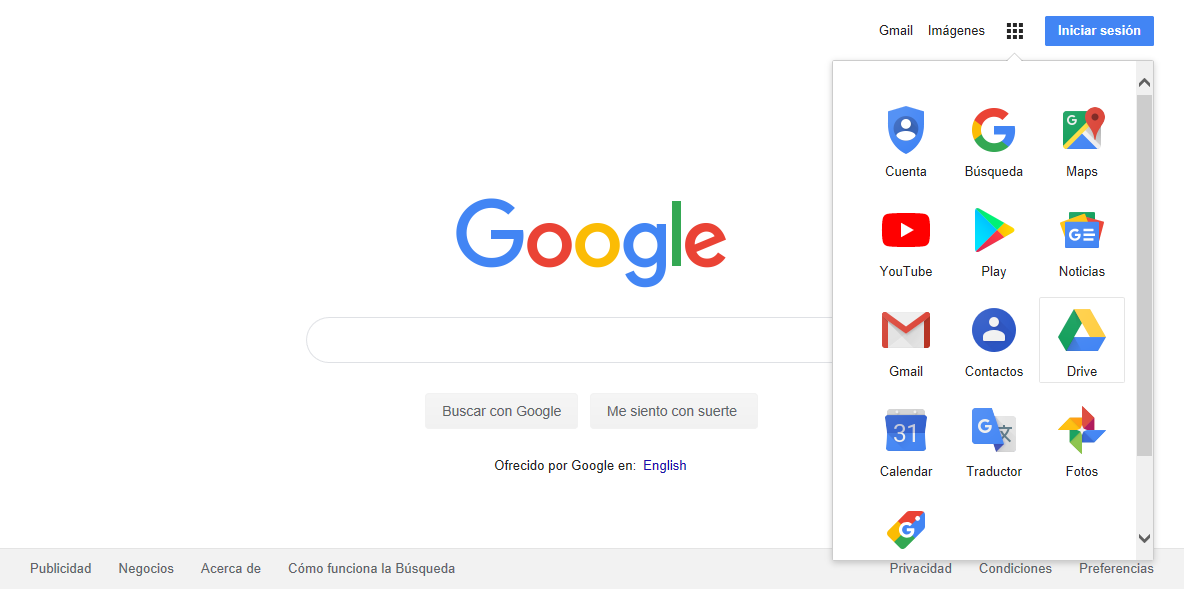 Gmail Imágenes Iniciar sesión
Cuenta Búsqueda Maps
YouTube Play Noticias
Google
Gmail Contactos Drive
Buscar con Google Me siento con suerte
31
Calendar Traductor Fotos
Ofrecido por Google en: English
Publicidad Negocios Acerca de Cómo funciona la Búsqueda Privacidad Condiciones Preferencias